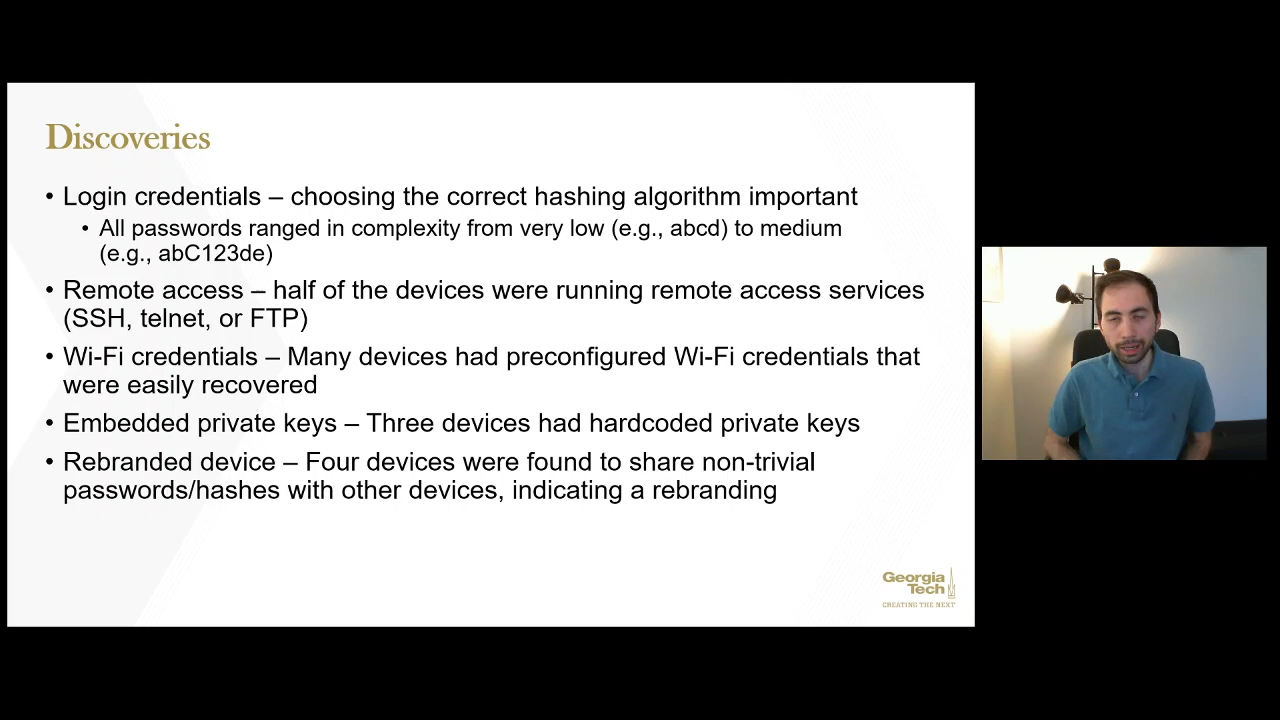 Discoveries
• Login credentials – choosing the correct hashing algorithm important
• All passwords ranged in complexity from very low (e.g., abcd) to medium
(e.g., abC123de)
• Remote access – half of the devices were running remote access services
(SSH, telnet, or FTP)
• Wi-Fi credentials – Many devices had preconfigured Wi-Fi credentials that
were easily recovered
• Embedded private keys – Three devices had hardcoded private keys
• Rebranded device – Four devices were found to share non-trivial
passwords/hashes with other devices, indicating a rebranding
Georgia
Tech
CREATING THE NEXT